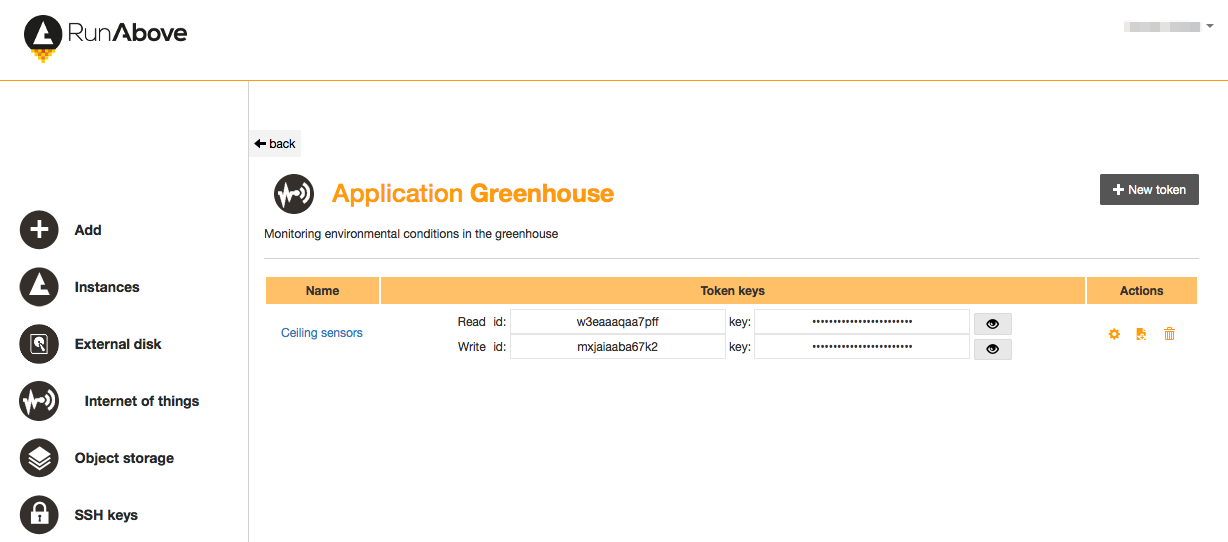 RunAbove
back
Application Greenhouse
New token
Monitoring environmental conditions in the greenhouse
Add
Instances
External disk
Internet of things
Object storage
SSH keys
Name Token keys Actions
Ceiling sensors
Read id: w3eaaaqaa7pff key: ••••••••••••••••••••••••
Write id: mxjaiaaba67k2 key: ••••••••••••••••••••••••